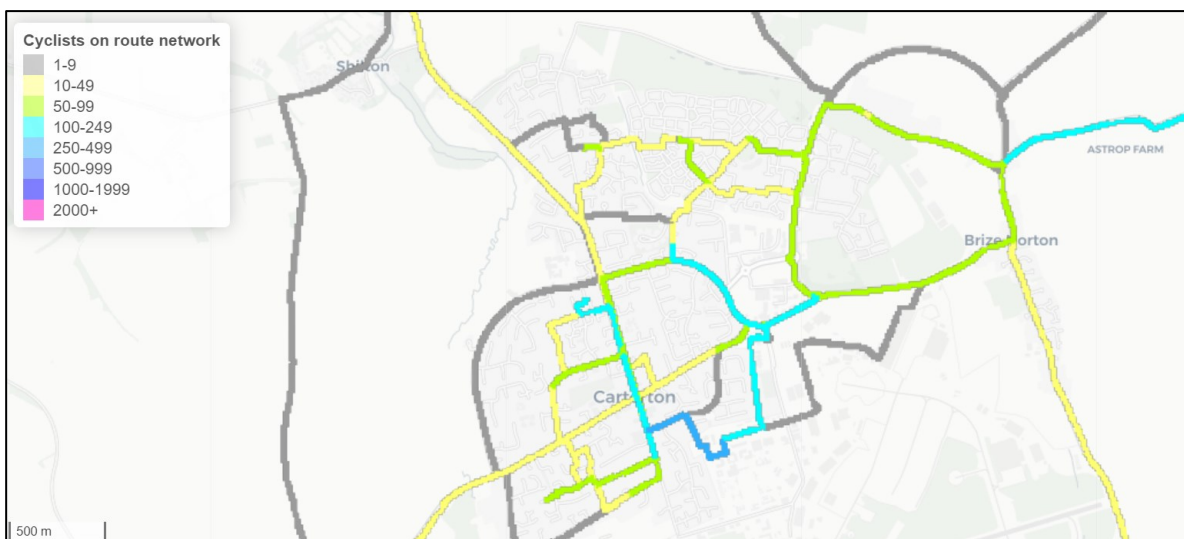 Cyclists on route network
1-9
10-49
50-99
100-249
250-499
500-999
1000-1999
2000+
Shilton
ASTROP FARM
Brize Norton
Carterton
500 m